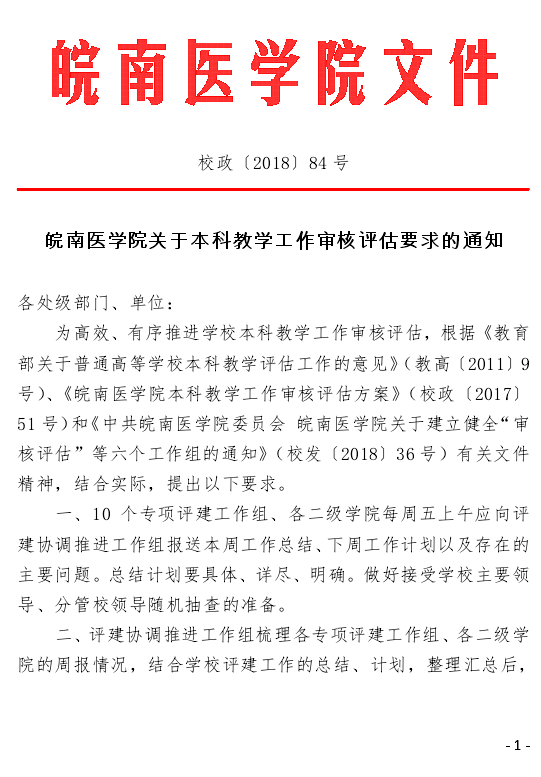 皖南医学院文件
校政〔2018〕84 号
皖南医学院关于本科教学工作审核评估要求的通知
各处级部门、单位：
为高效、有序推进学校本科教学工作审核评估，根据《教育
部关于普通高等学校本科教学评估工作的意见》（教高〔2011〕9
号）、《皖南医学院本科教学工作审核评估方案》（校政〔2017〕
51 号）和《中共皖南医学院委员会 皖南医学院关于建立健全“审
核评估”等六个工作组的通知》（校发〔2018〕36 号）有关文件
精神，结合实际，提出以下要求。
一、10 个专项评建工作组、各二级学院每周五上午应向评
建协调推进工作组报送本周工作总结、下周工作计划以及存在的
主要问题。总结计划要具体、详尽、明确。做好接受学校主要领
导、分管校领导随机抽查的准备。
二、评建协调推进工作组梳理各专项评建工作组、各二级学
院的周报情况，结合学校评建工作的总结、计划，整理汇总后，
- 1 -